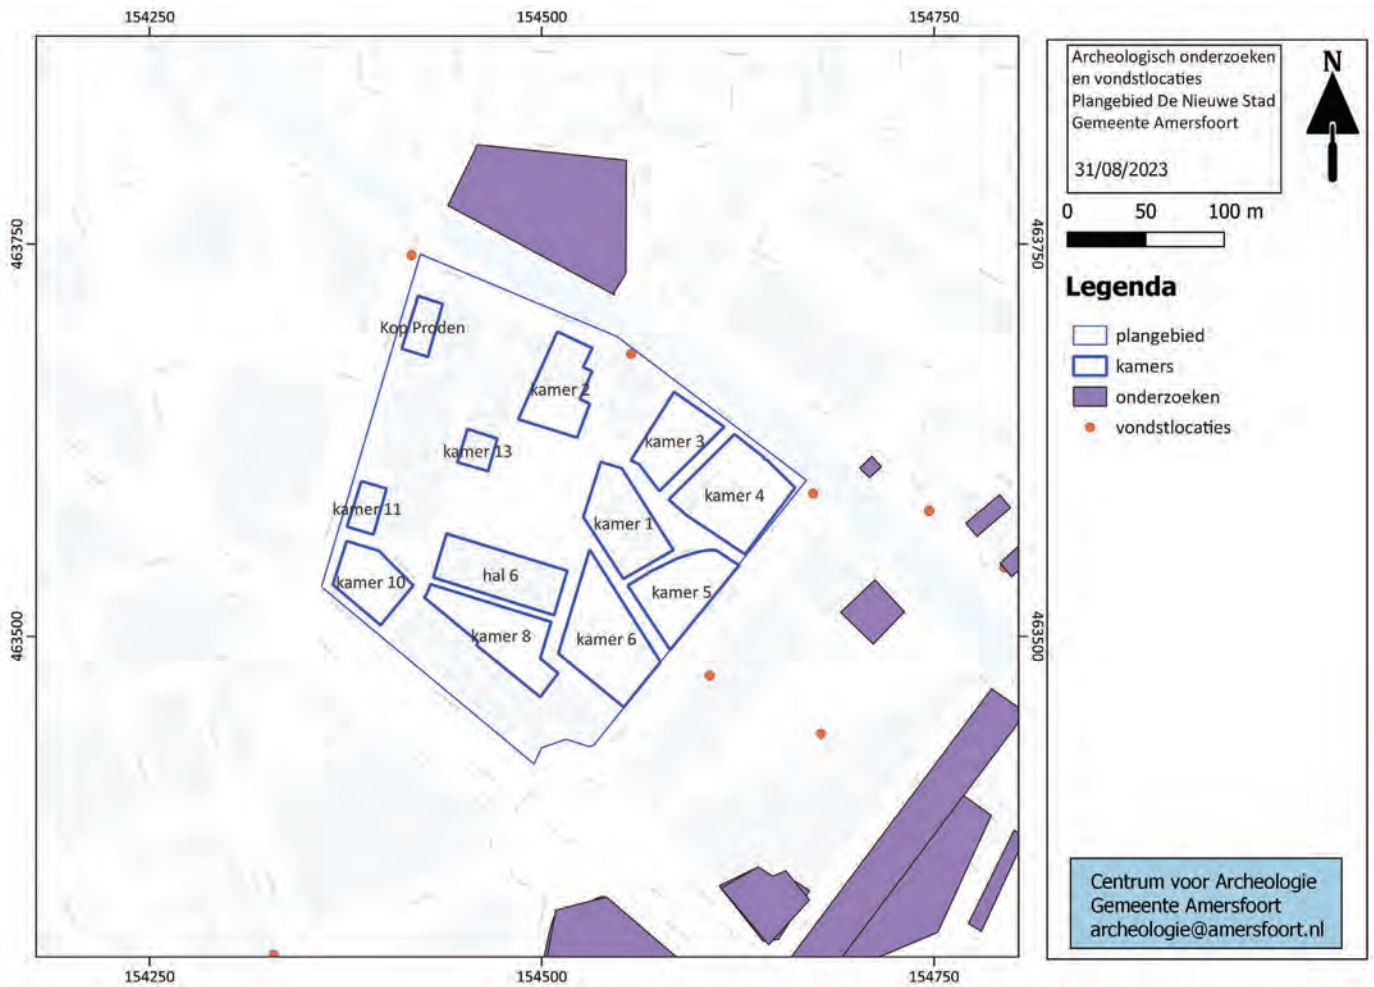 154250
154500
154750
463750
463750
463500
463500
Kop Proden
kamer 2
kamer 3
kamer 13
kamer 4
kamer 11
kamer 1
kamer 10
hal 6
kamer 5
kamer 8
kamer 6
154250
154500
154750
Archeologisch onderzoeken
en vondstlocaties
Plangebied De Nieuwe Stad
Gemeente Amersfoort
31/08/2023
N
0 50 100 m
Legenda
plangebied
kamers
onderzoeken
vondstlocaties
Centrum voor Archeologie
Gemeente Amersfoort
archeologie@amersfoort.nl